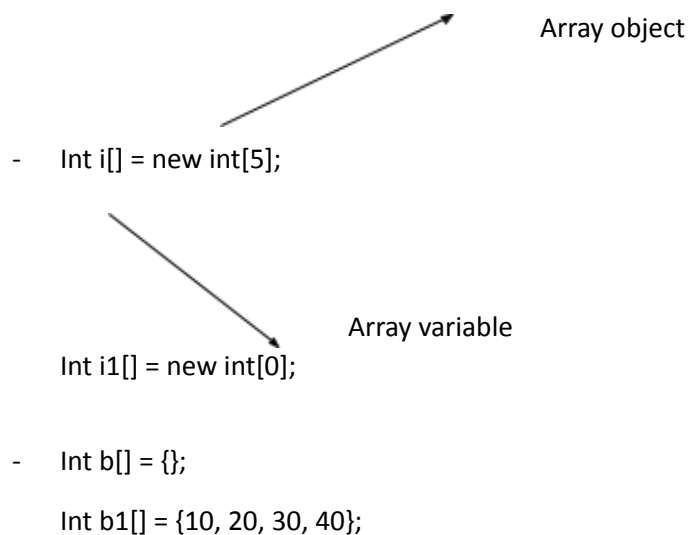 Array object
- Int i[] = new int[5];
Array variable
Int i1[] = new int[0];
- Int b[] = {};
Int b1[] = {10, 20, 30, 40};